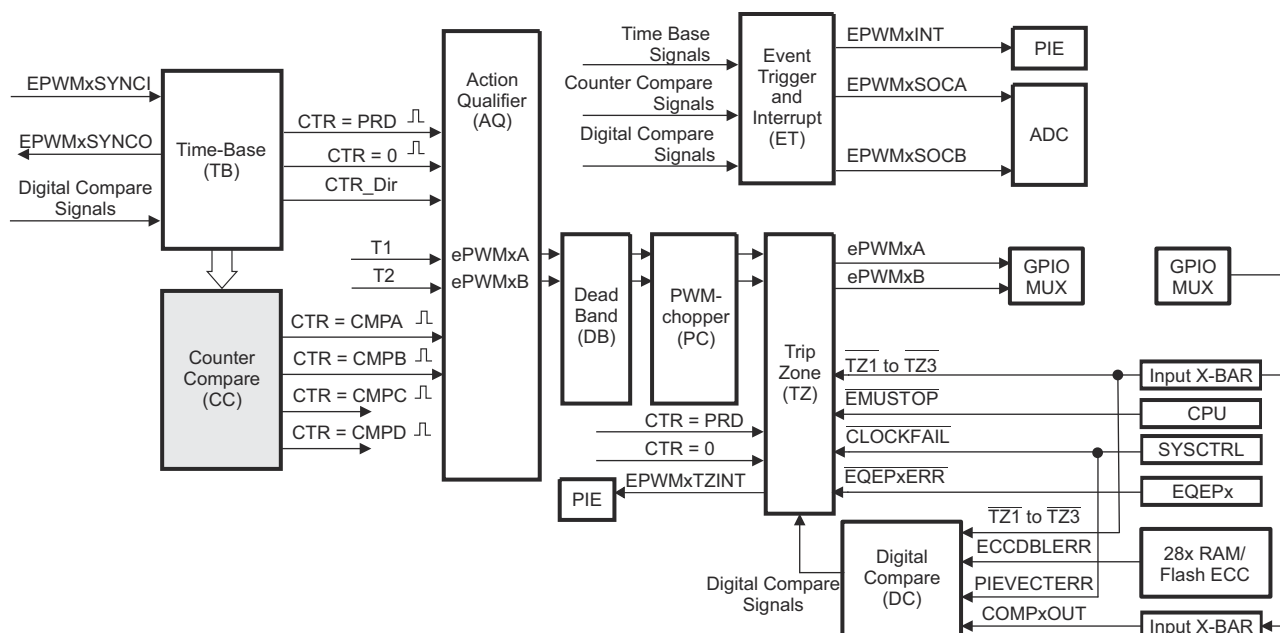 EPWMxSYNCI
EPWMxSYNCO
Digital Compare
Signals
Time-Base
(TB)
CTR = PRD
CTR = 0
CTR_Dir
T1
T2
Counter
Compare
(CC)
CTR = CMPA
CTR = CMPB
CTR = CMPC
CTR = CMPD
Action
Qualifier
(AQ)
ePWMxA
ePWMxB
Dead
Band
(DB)
PWM-
chopper
(PC)
CTR = PRD
CTR = 0
EPWMxTZINT
PIE
Time Base
Signals
Counter Compare
Signals
Digital Compare
Signals
Event
Trigger
and
Interrupt
(ET)
EPWMxINT
EPWMxSOCA
EPWMxSOCB
PIE
ADC
Trip
Zone
(TZ)
ePWMxA
ePWMxB
GPIO
MUX
GPIO
MUX
TZ1 to TZ3
EMUSTOP
CLOCKFAIL
EQEPxERR
Input X-BAR
CPU
SYSCTRL
EQEPx
Digital Compare
Signals
Digital
Compare
(DC)
TZ1 to TZ3
ECCDBLERR
PIEVECTERR
COMPxOUT
28x RAM/
Flash ECC
Input X-BAR